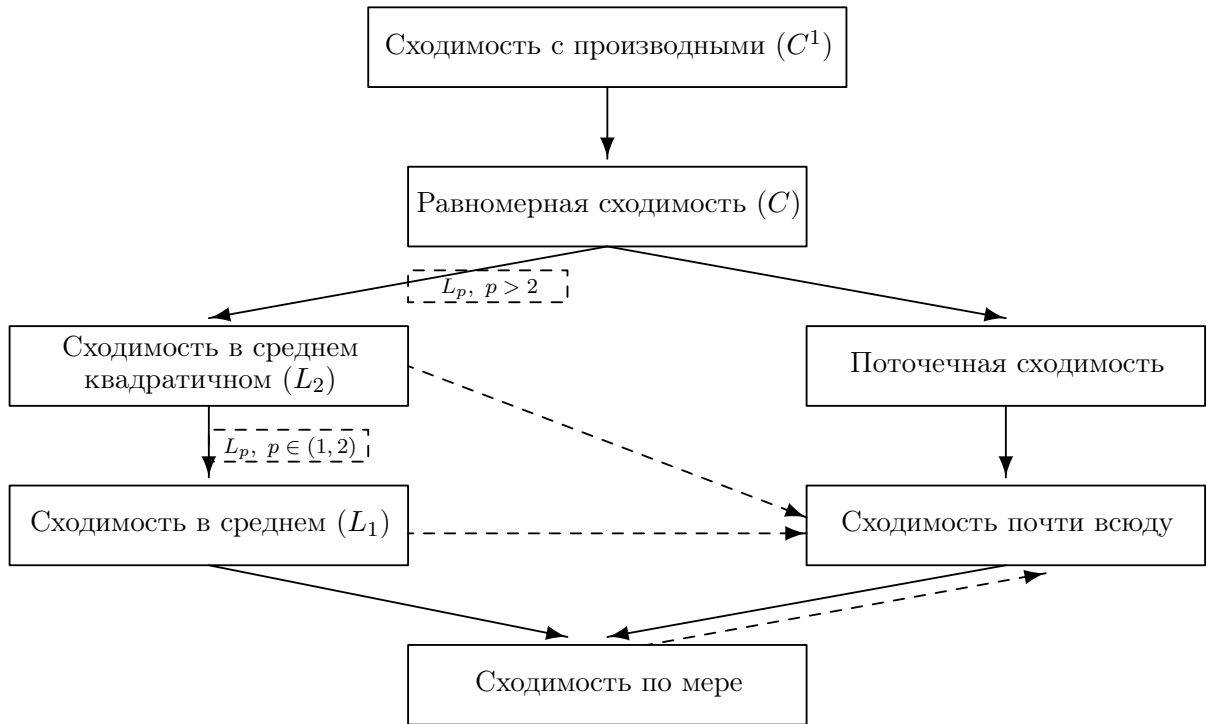 Сходимость с производными (C¹)
Равномерная сходимость (C)
L_p, p > 2
Сходимость в среднем
квадратичном (L₂)
Поточечная сходимость
L_p, p ∈ (1, 2)
Сходимость в среднем (L₁)
Сходимость почти всюду
Сходимость по мере